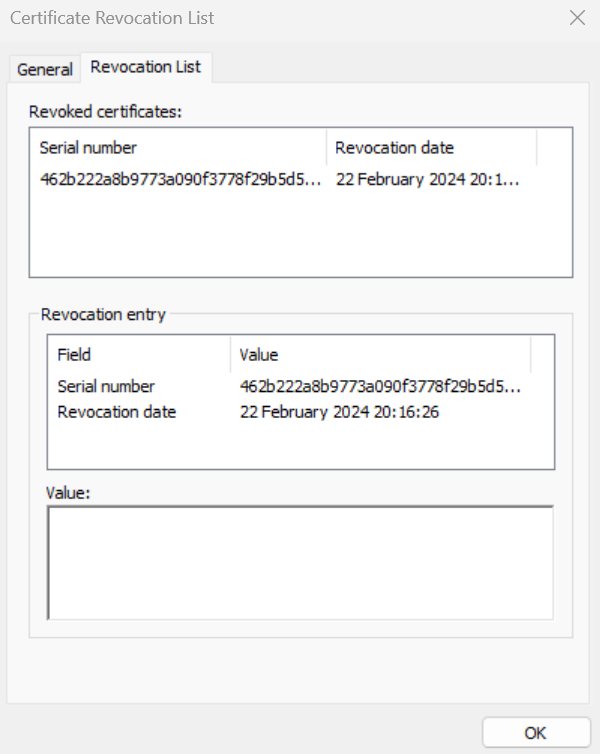 Certificate Revocation List
General Revocation List
Revoked certificates:
Serial number Revocation date
462b222a8b9773a090f3778f29b5d5... 22 February 2024 20:1...
Revocation entry
Field Value
Serial number 462b222a8b9773a090f3778f29b5d5...
Revocation date 22 February 2024 20:16:26
Value:
OK